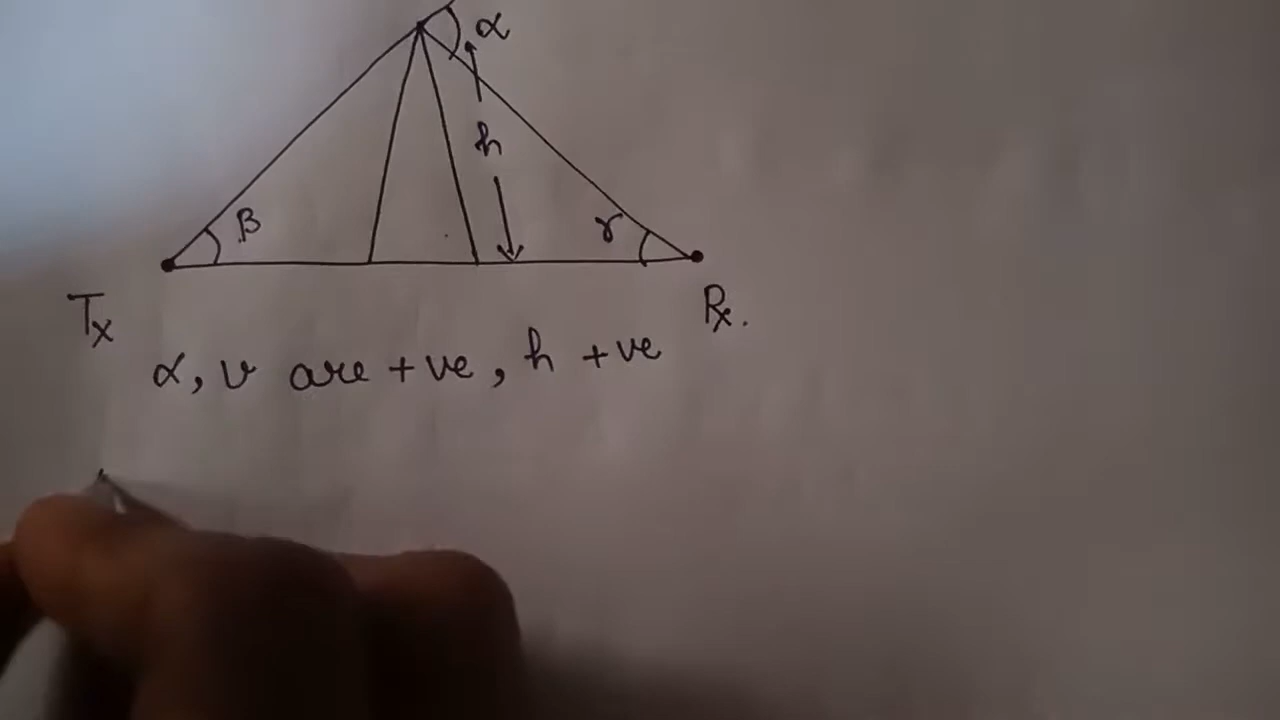 α
h
β γ
Tx Rx.
α, ν are +ve, h +ve